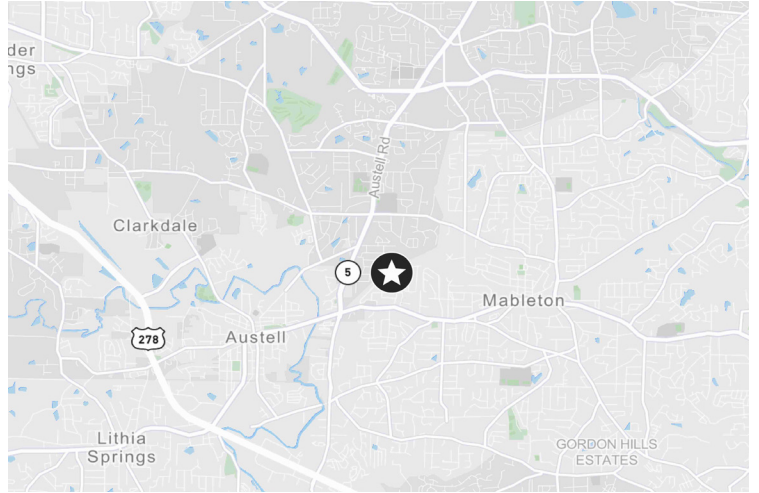 der
ngs
Austell Rd
Clarkdale
5
Mableton
278
Austell
Lithia
Springs
GORDON HILLS
ESTATES